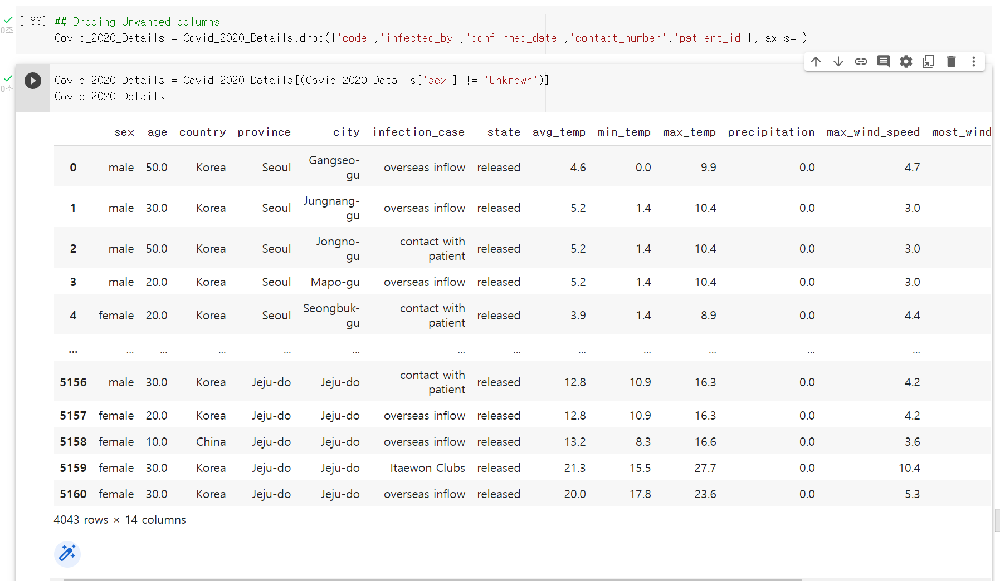 [186] ## Droping Unwanted columns
0초 Covid_2020_Details = Covid_2020_Details.drop(['code','infected_by','confirmed_date','contact_number','patient_id'], axis=1)
Covid_2020_Details = Covid_2020_Details[(Covid_2020_Details['sex'] != 'Unknown')]
0초 Covid_2020_Details
sex age country province city infection_case state avg_temp min_temp max_temp precipitation max_wind_speed most_wind
0 male 50.0 Korea Seoul Gangseo-gu overseas inflow released 4.6 0.0 9.9 0.0 4.7
1 male 30.0 Korea Seoul Jungnang-gu overseas inflow released 5.2 1.4 10.4 0.0 3.0
2 male 50.0 Korea Seoul Jongno-gu contact with patient released 5.2 1.4 10.4 0.0 3.0
3 male 20.0 Korea Seoul Mapo-gu overseas inflow released 5.2 1.4 10.4 0.0 3.0
4 female 20.0 Korea Seoul Seongbuk-gu contact with patient released 3.9 1.4 8.9 0.0 4.4
... ... ... ... ... ... ... ... ... ... ... ... ...
5156 male 30.0 Korea Jeju-do Jeju-do contact with patient released 12.8 10.9 16.3 0.0 4.2
5157 female 20.0 Korea Jeju-do Jeju-do overseas inflow released 12.8 10.9 16.3 0.0 4.2
5158 female 10.0 China Jeju-do Jeju-do overseas inflow released 13.2 8.3 16.6 0.0 3.6
5159 female 30.0 Korea Jeju-do Jeju-do Itaewon Clubs released 21.3 15.5 27.7 0.0 10.4
5160 female 30.0 Korea Jeju-do Jeju-do overseas inflow released 20.0 17.8 23.6 0.0 5.3
4043 rows × 14 columns